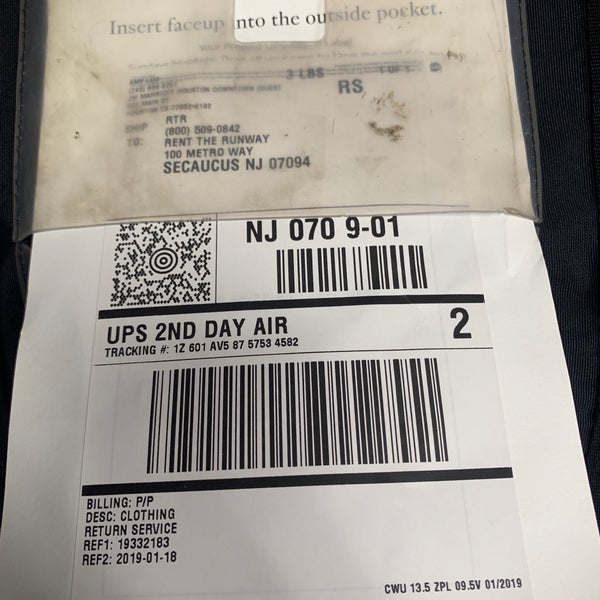 Insert faceup into the outside pocket.
3 LBS
1 OF 1
RS
SHIP
TO:
RTR
(800) 509-0842
RENT THE RUNWAY
100 METRO WAY
SECAUCUS NJ 07094
NJ 070 9-01
UPS 2ND DAY AIR
2
TRACKING #: 1Z 601 AV5 87 5753 4582
BILLING: P/P
DESC: CLOTHING
RETURN SERVICE
REF1: 19332183
REF2: 2019-01-18
CWU 13.5 ZPL 09.5V 01/2019